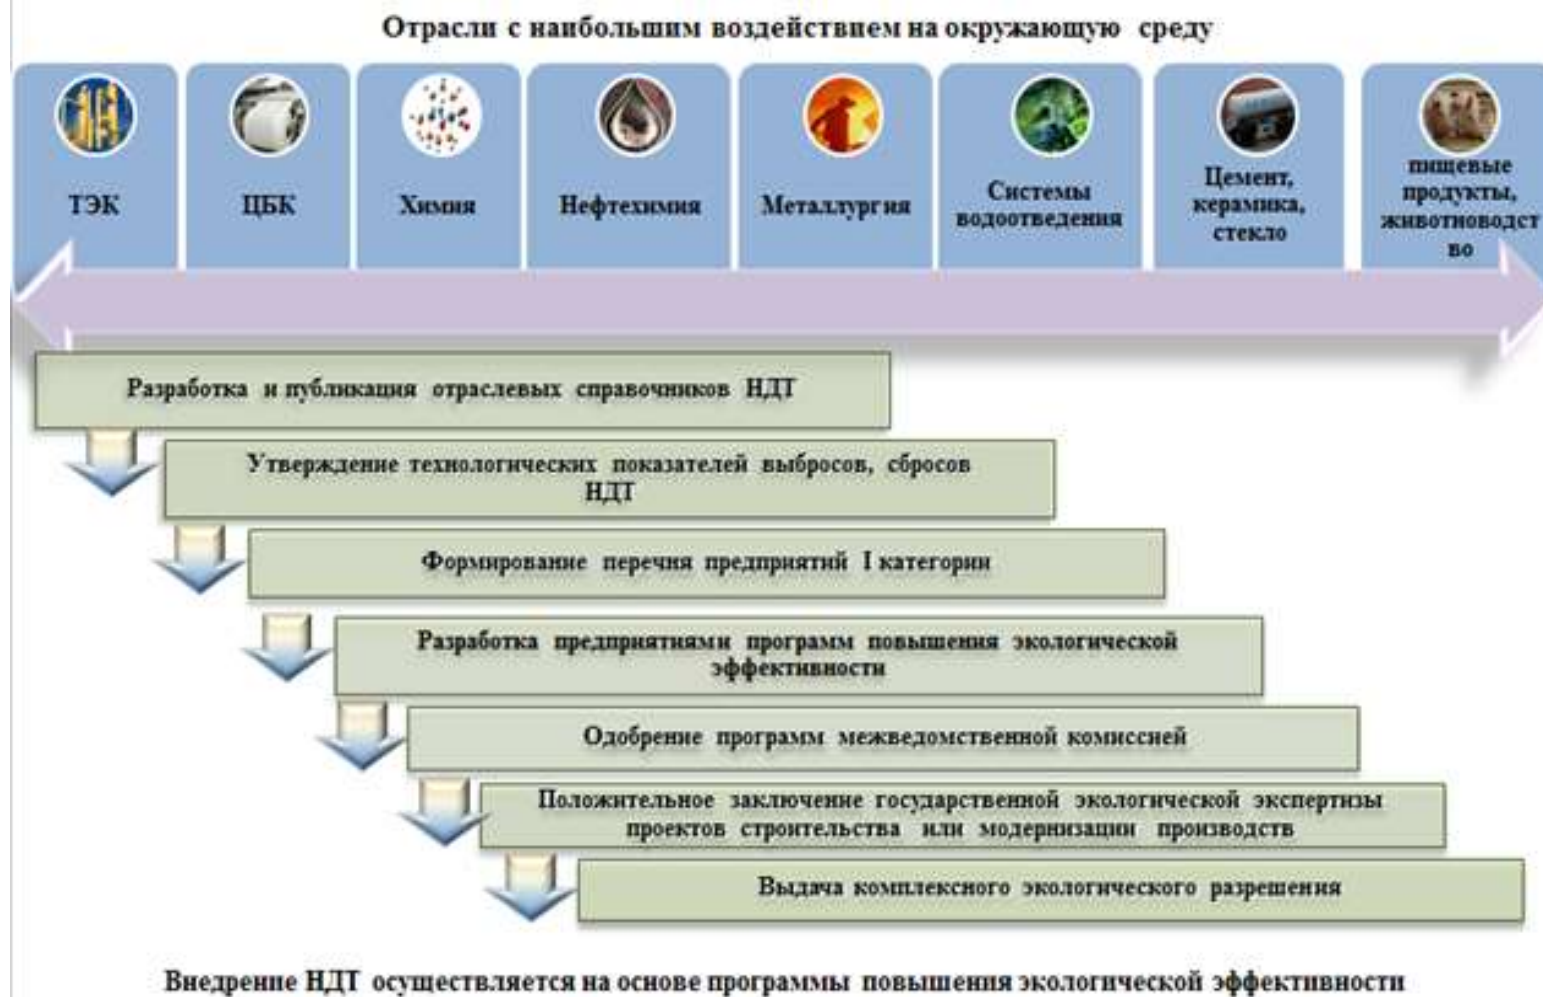 Отрасли с наибольшим воздействием на окружающую среду
ТЭК
ЦБК
Химия
Нефтехимия
Металлургия
Системы
водоотведения
Цемент,
керамика,
стекло
пищевые
продукты,
животноводст
во
Разработка и публикация отраслевых справочников НДТ
Утверждение технологических показателей выбросов, сбросов
НДТ
Формирование перечня предприятий I категории
Разработка предприятиями программ повышения экологической
эффективности
Одобрение программ межведомственной комиссией
Положительное заключение государственной экологической экспертизы
проектов строительства или модернизации производств
Выдача комплексного экологического разрешения
Внедрение НДТ осуществляется на основе программы повышения экологической эффективности